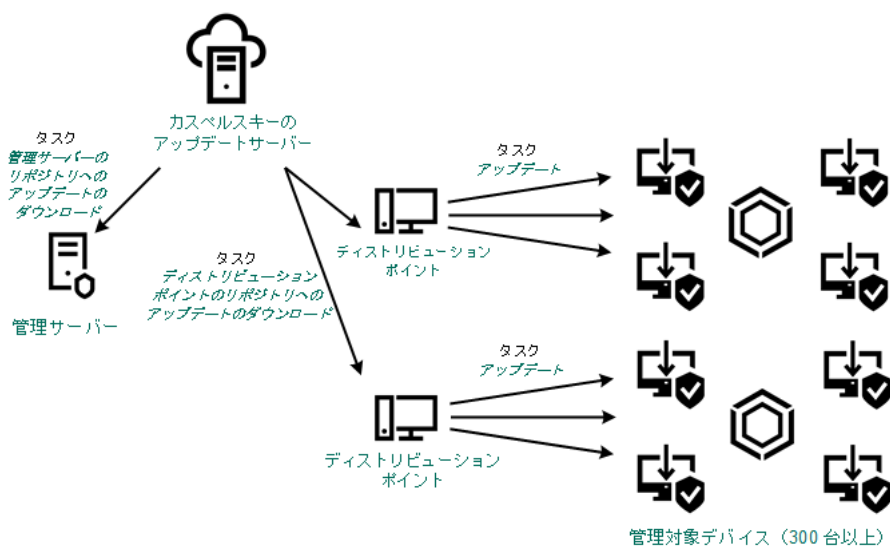 カスペルスキーの
アップデートサーバー
タスク
管理サーバーの
リポジトリへの
アップデートの
ダウンロード
管理サーバー
タスク
ディストリビューション
ポイントのリポジトリへの
アップデートのダウンロード
タスク
アップデート
ディストリビューション
ポイント
タスク
アップデート
ディストリビューション
ポイント
管理対象デバイス（300 台以上）